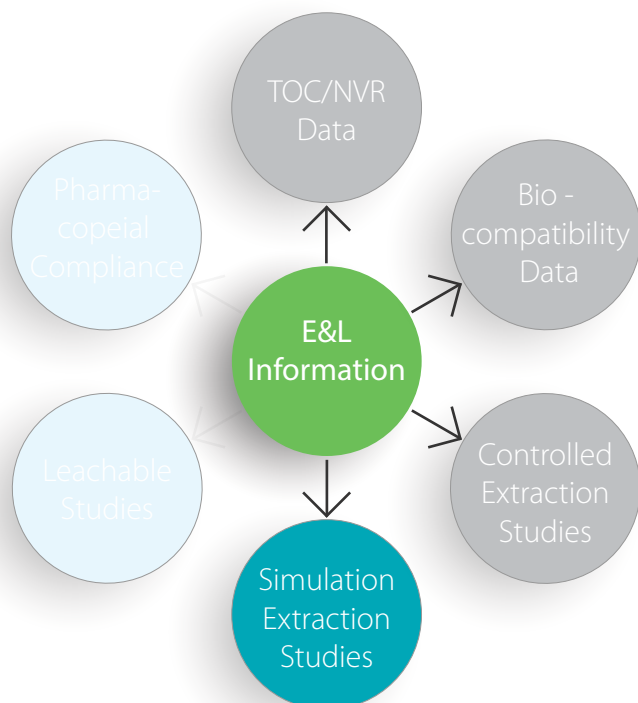 TOC/NVR
Data
Pharma-
copeial
Compliance
Bio -
compatibility
Data
E&L
Information
Leachable
Studies
Controlled
Extraction
Studies
Simulation
Extraction
Studies